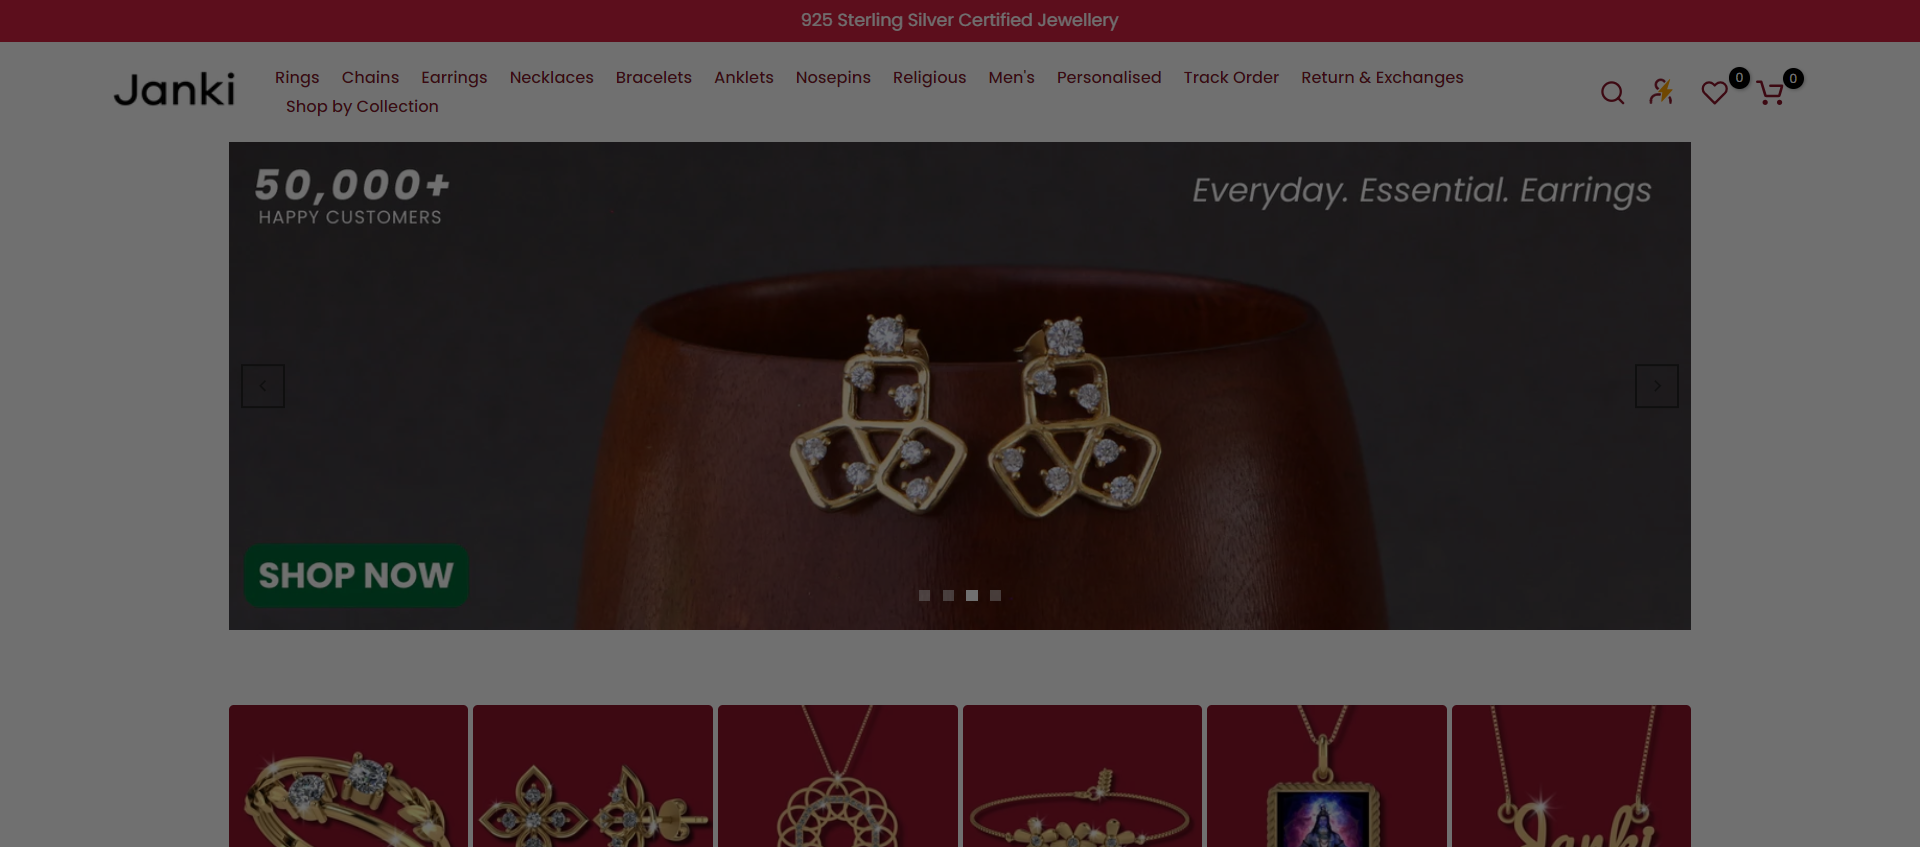 925 Sterling Silver Certified Jewellery
Janki
Rings Chains Earrings Necklaces Bracelets Anklets Nosepins Religious Men's Personalised Track Order Return & Exchanges
Shop by Collection
0
0
50,000+
HAPPY CUSTOMERS
Everyday. Essential. Earrings
SHOP NOW
Janki